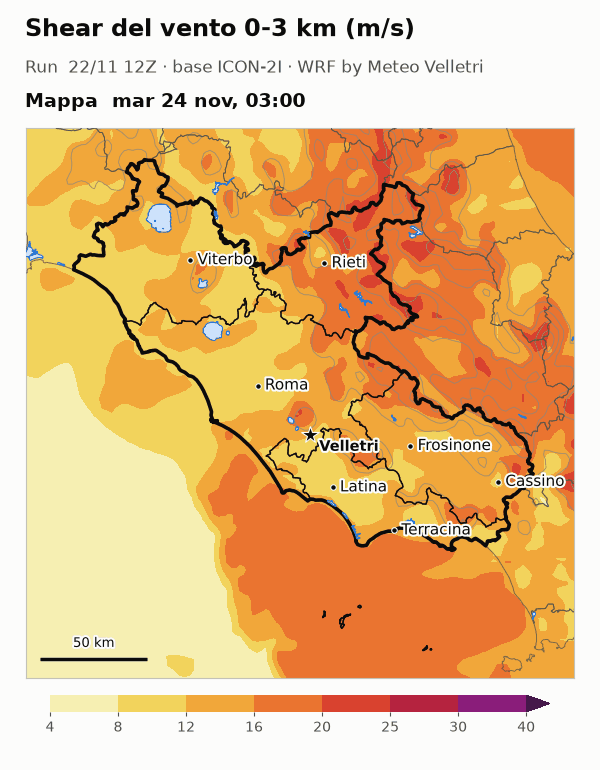 Shear del vento 0-3 km (m/s)
Run  22/11 12Z · base ICON-2I · WRF by Meteo Velletri
Mappa  mar 24 nov, 03:00
Viterbo
Rieti
Roma
Velletri
Frosinone
Cassino
Latina
Terracina
50 km
4 8 12 16 20 25 30 40